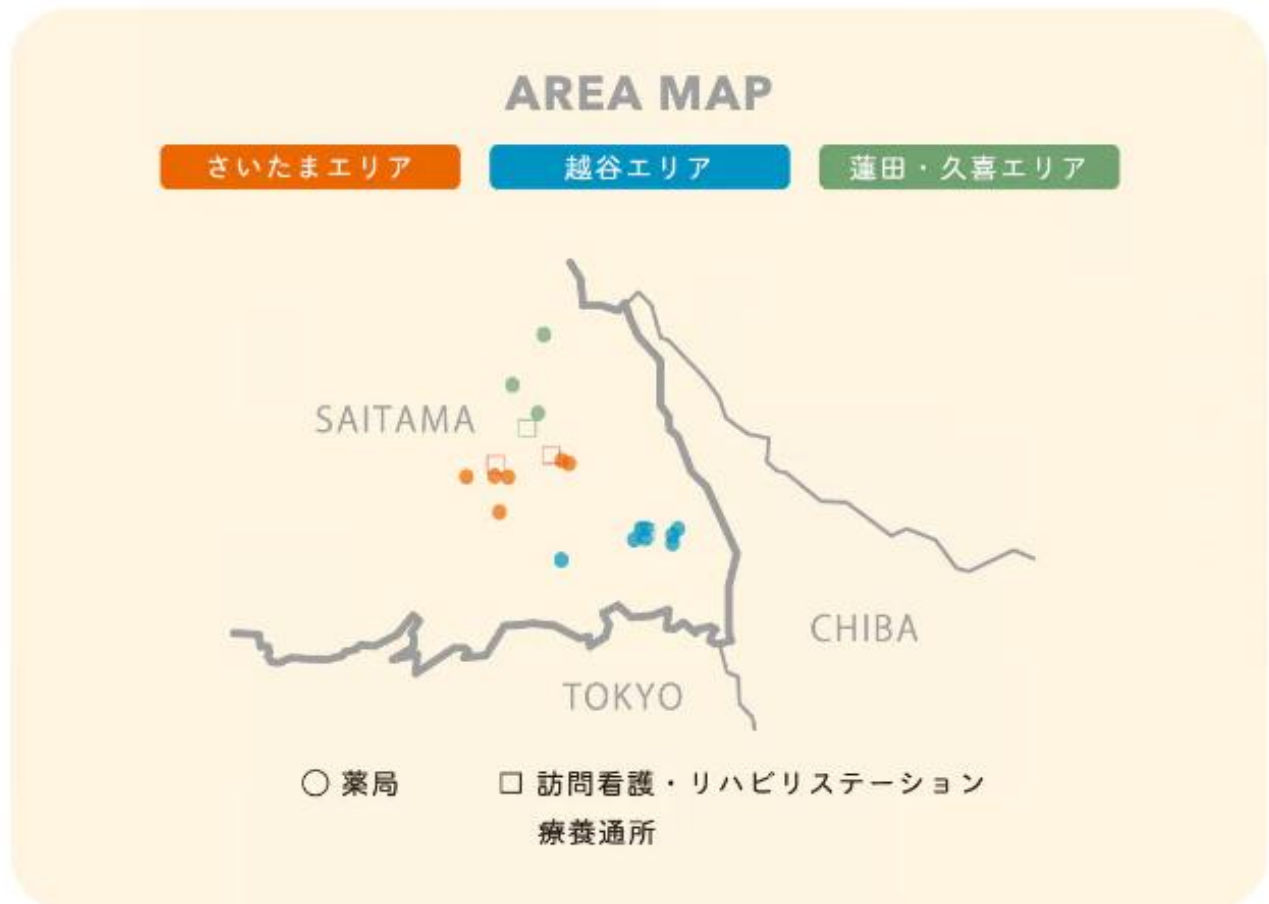 AREA MAP
さいたまエリア
越谷エリア
蓮田・久喜エリア
SAITAMA
CHIBA
TOKYO
○ 薬局
□ 訪問看護・リハビリステーション
療養通所